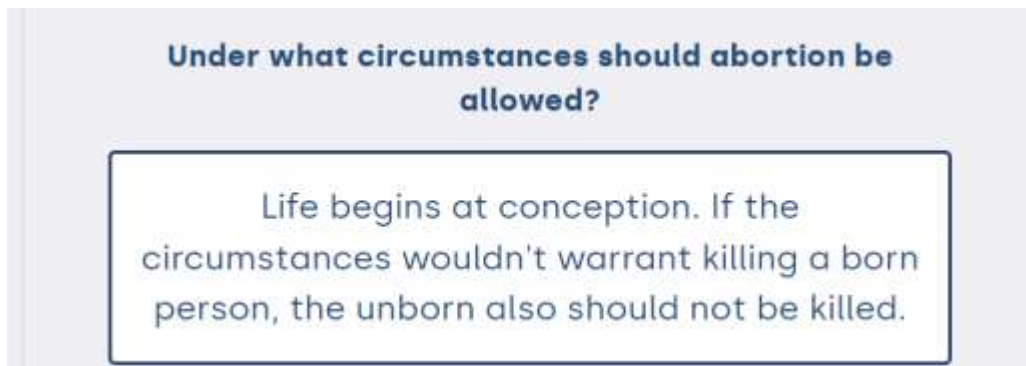 Under what circumstances should abortion be
allowed?
Life begins at conception. If the
circumstances wouldn't warrant killing a born
person, the unborn also should not be killed.